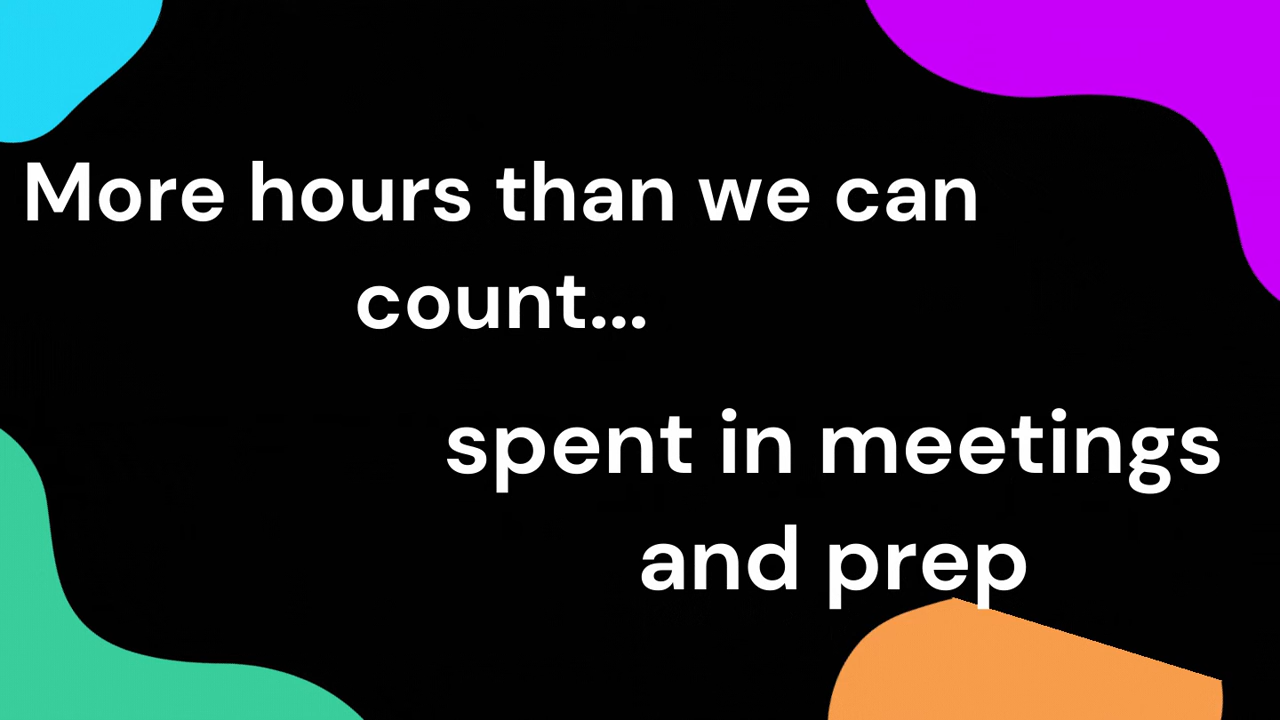 More hours than we can
count...
spent in meetings
and prep